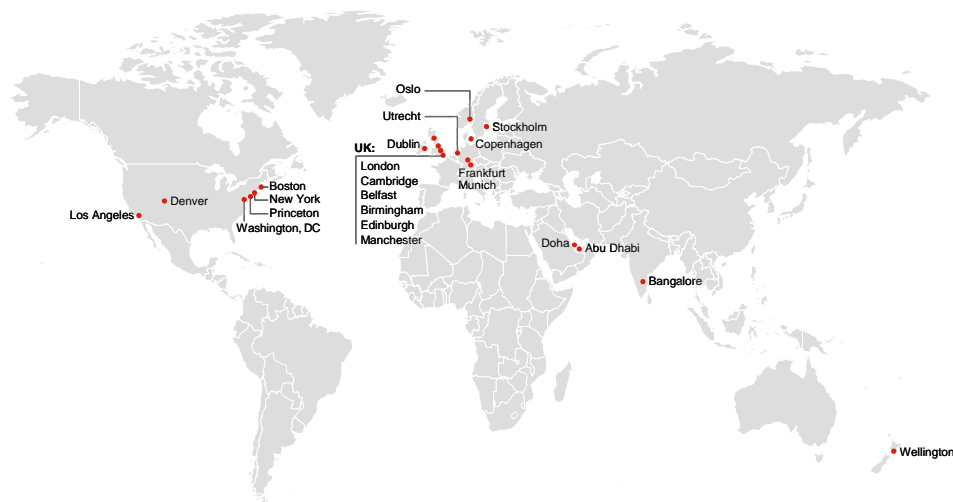 Oslo
Utrecht
Stockholm
UK:
Dublin
Copenhagen
London
Cambridge
Belfast
Birmingham
Edinburgh
Manchester
Frankfurt
Munich
Boston
Denver
New York
Los Angeles
Princeton
Washington, DC
Doha
Abu Dhabi
Bangalore
Wellington